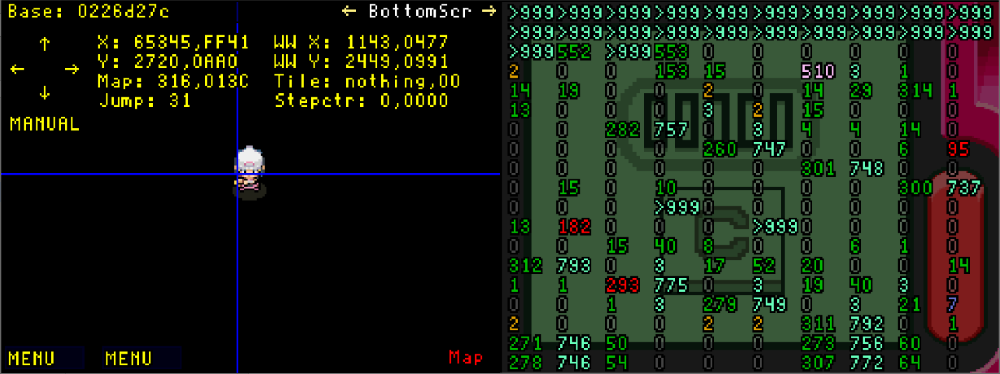 Base: 0226d27c
← BottomScr →
↑
← →
↓
X: 65345,FF41 WW X: 1143,0477
Y: 2720,0AA0 WW Y: 2449,0991
Map: 316,013C Tile: nothing,00
Jump: 31 Stepctr: 0,0000
MANUAL
MENU MENU Map
>999 >999 >999 >999 >999 >999 >999 >999 >999 >999
>999 >999 >999 >999 >999 >999 >999 >999 >999 >999
>999 552 >999 553 0 0 0 0 0 0
2 0 0 153 15 0 510 3 1 0
14 19 0 0 2 0 14 29 314 1
13 0 0 0 3 2 15 0 0 0
0 0 282 757 0 3 4 4 14 0
0 0 0 0 260 747 0 0 6 95
0 0 0 0 0 0 301 748 0 0
0 15 0 10 0 0 0 0 300 737
0 0 0 >999 0 0 0 0 0 0
13 182 0 0 0 >999 0 0 0 0
0 0 15 40 8 0 0 6 1 0
312 793 0 3 17 52 20 0 0 14
1 1 293 775 0 3 19 40 3 0
0 0 1 3 279 749 0 3 21 7
2 0 0 0 2 2 311 792 0 1
271 746 50 0 0 0 273 756 60 0
278 746 54 0 0 0 307 772 64 0